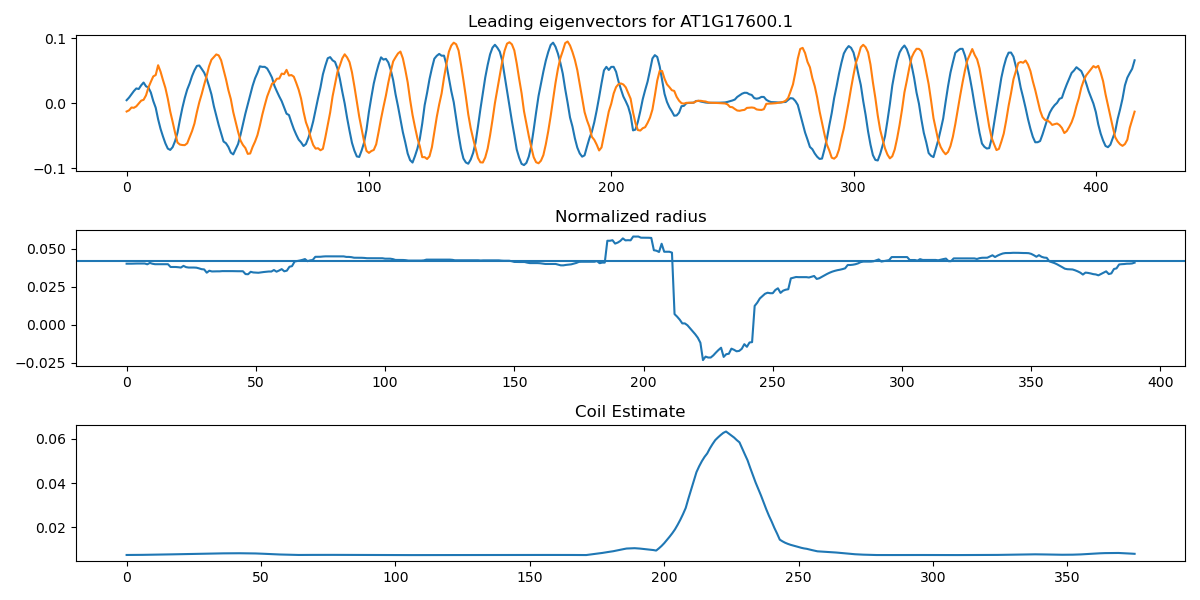 Leading eigenvectors for AT1G17600.1
0.1
0.0
−0.1
0 100 200 300 400
Normalized radius
0.050
0.025
0.000
−0.025
0 50 100 150 200 250 300 350 400
Coil Estimate
0.06
0.04
0.02
0 50 100 150 200 250 300 350